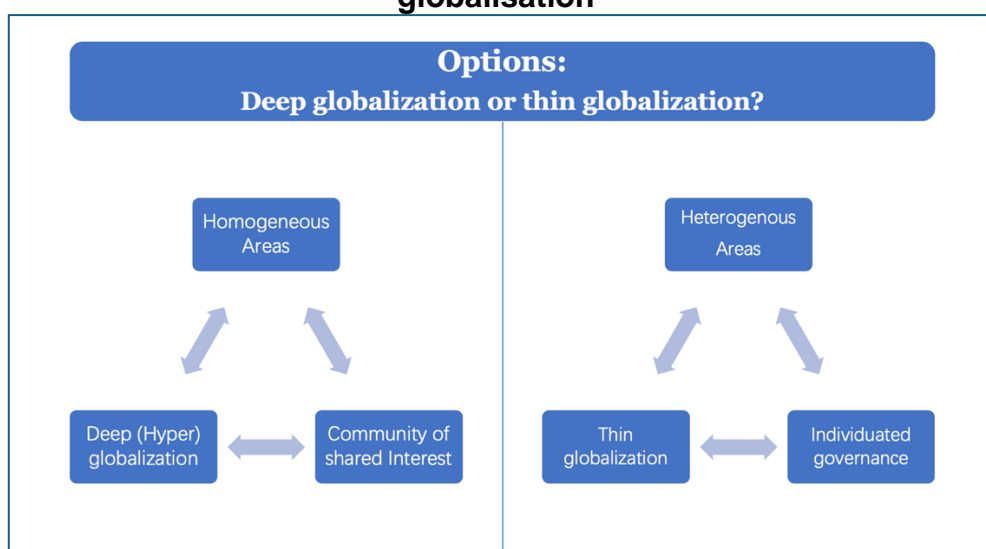 globalisation
Options:
Deep globalization or thin globalization?
Homogeneous
Areas
Deep (Hyper)
globalization
Community of
shared Interest
Heterogenous
Areas
Thin
globalization
Individuated
governance